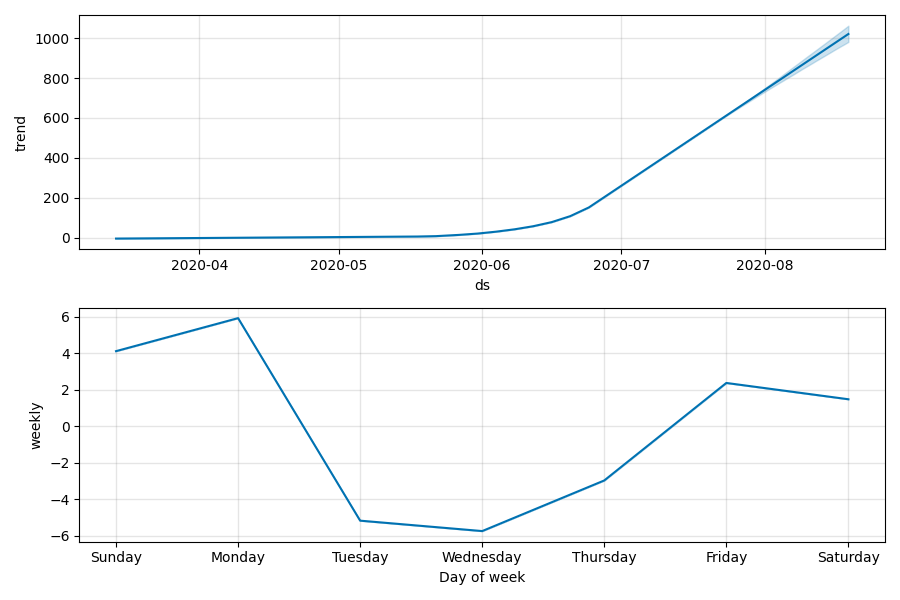 1000
800
600
400
200
0
trend
2020-04 2020-05 2020-06 2020-07 2020-08
ds
6
4
2
0
−2
−4
−6
weekly
Sunday Monday Tuesday Wednesday Thursday Friday Saturday
Day of week